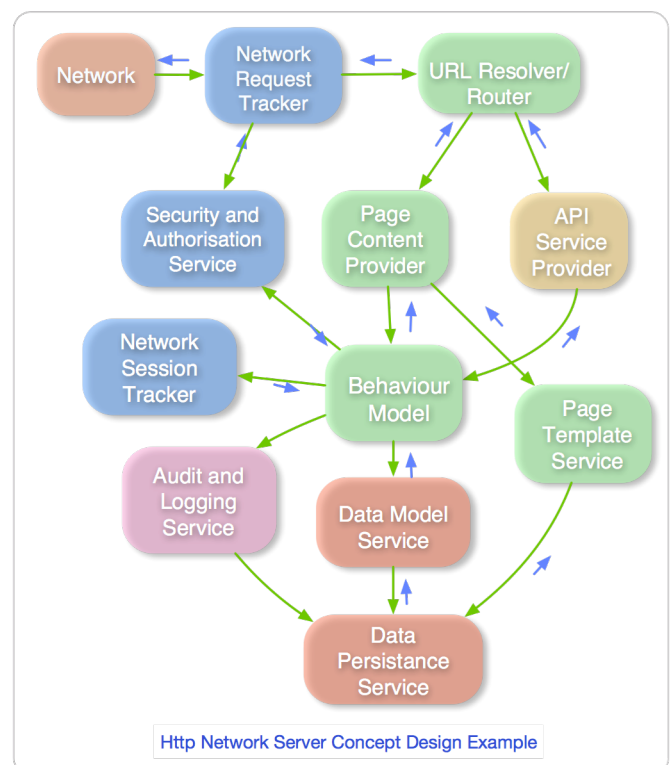 Network
Network
Request
Tracker
URL Resolver/
Router
Security and
Authorisation
Service
Page
Content
Provider
API
Service
Provider
Network
Session
Tracker
Behaviour
Model
Page
Template
Service
Audit and
Logging
Service
Data Model
Service
Data
Persistance
Service
Http Network Server Concept Design Example